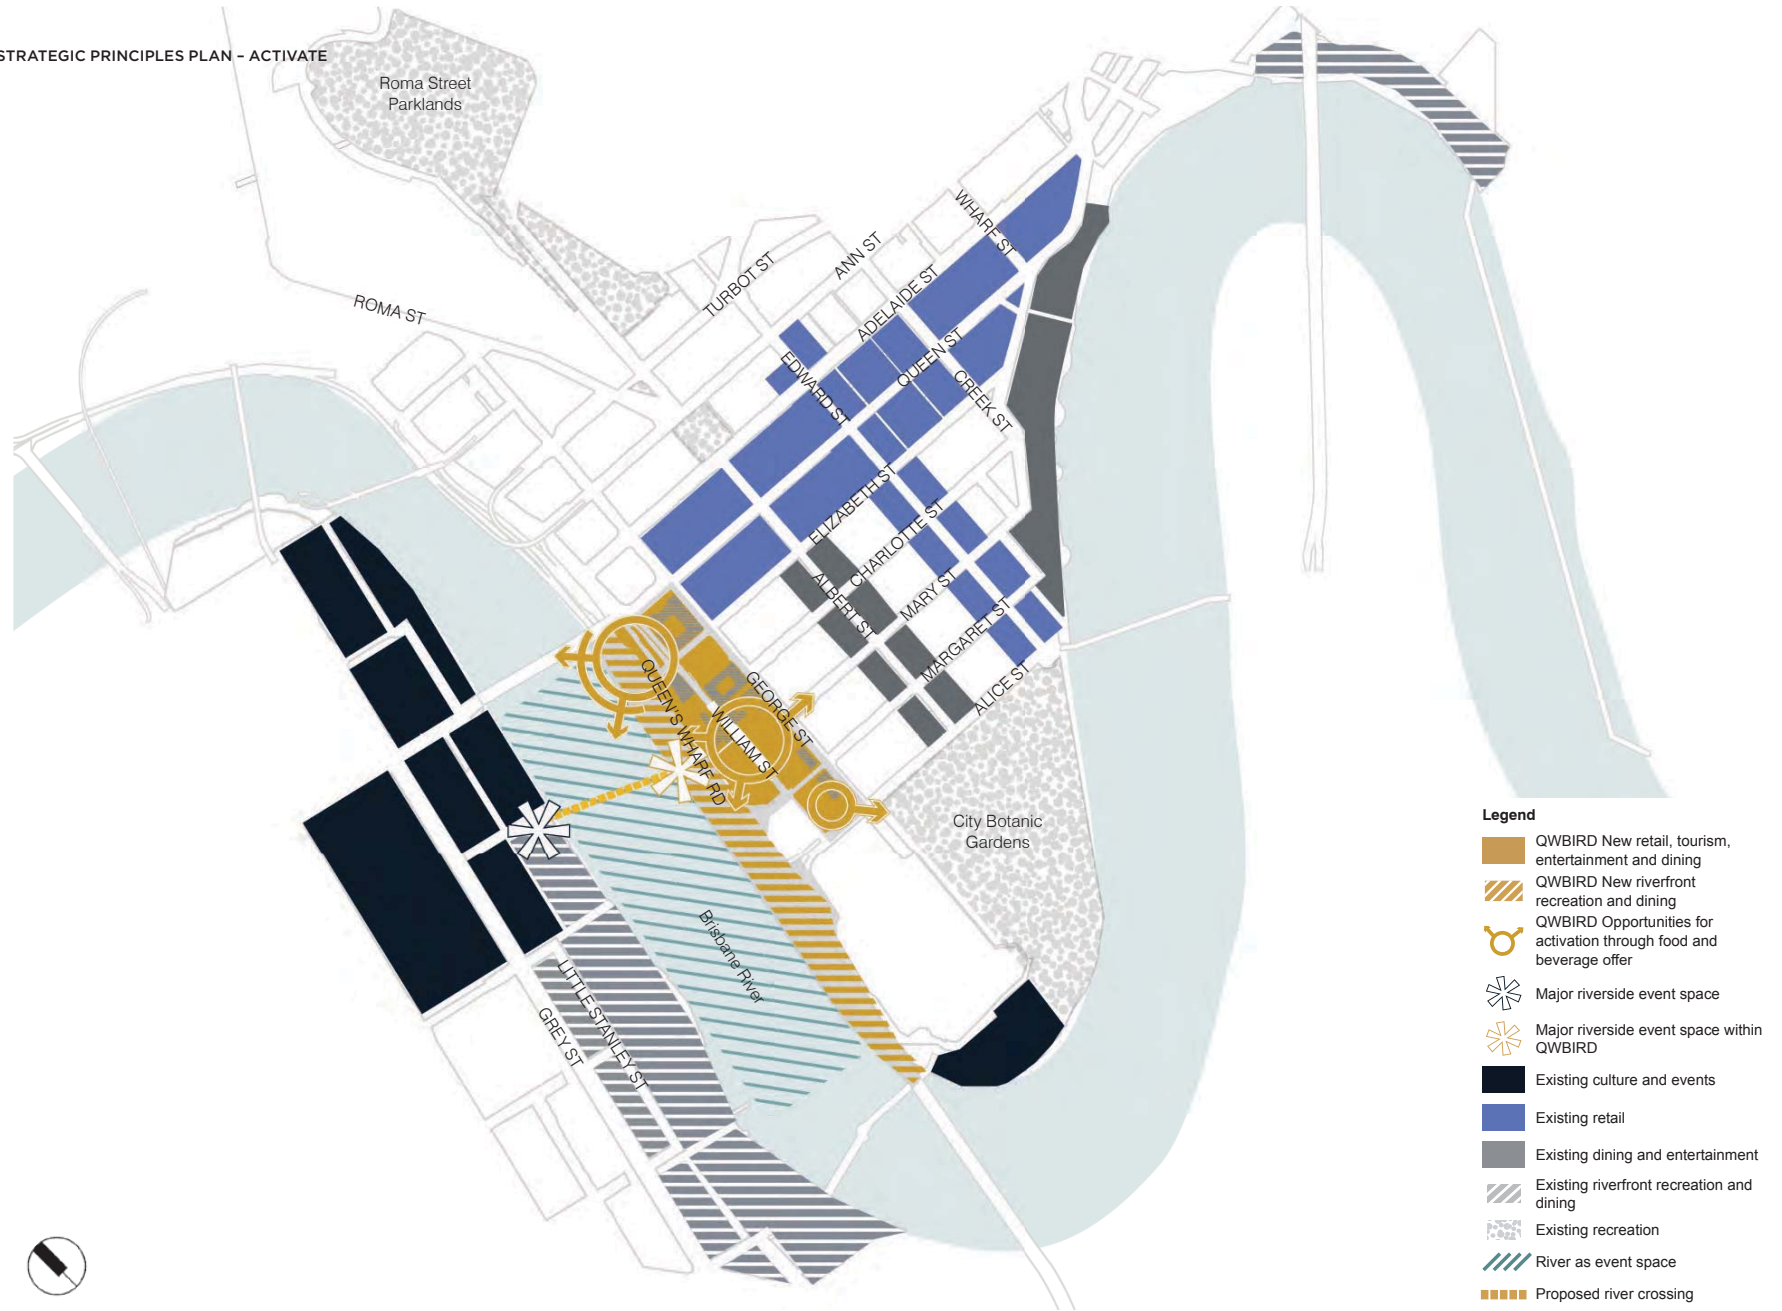 STRATEGIC PRINCIPLES PLAN – ACTIVATE
Roma Street
Parklands
WHARF ST
ANN ST
TURBOT ST
ADELAIDE ST
ROMA ST
QUEEN ST
EDWARD ST
CREEK ST
ELIZABETH ST
CHARLOTTE ST
ALBERT ST
MARY ST
MARGARET ST
ALICE ST
GEORGE ST
QUEEN'S WHARF RD
WILLIAM ST
City Botanic
Gardens
Brisbane River
LITTLE STANLEY ST
GREY ST
Legend
QWBIRD New retail, tourism,
entertainment and dining
QWBIRD New riverfront
recreation and dining
QWBIRD Opportunities for
activation through food and
beverage offer
Major riverside event space
Major riverside event space within
QWBIRD
Existing culture and events
Existing retail
Existing dining and entertainment
Existing riverfront recreation and
dining
Existing recreation
River as event space
Proposed river crossing